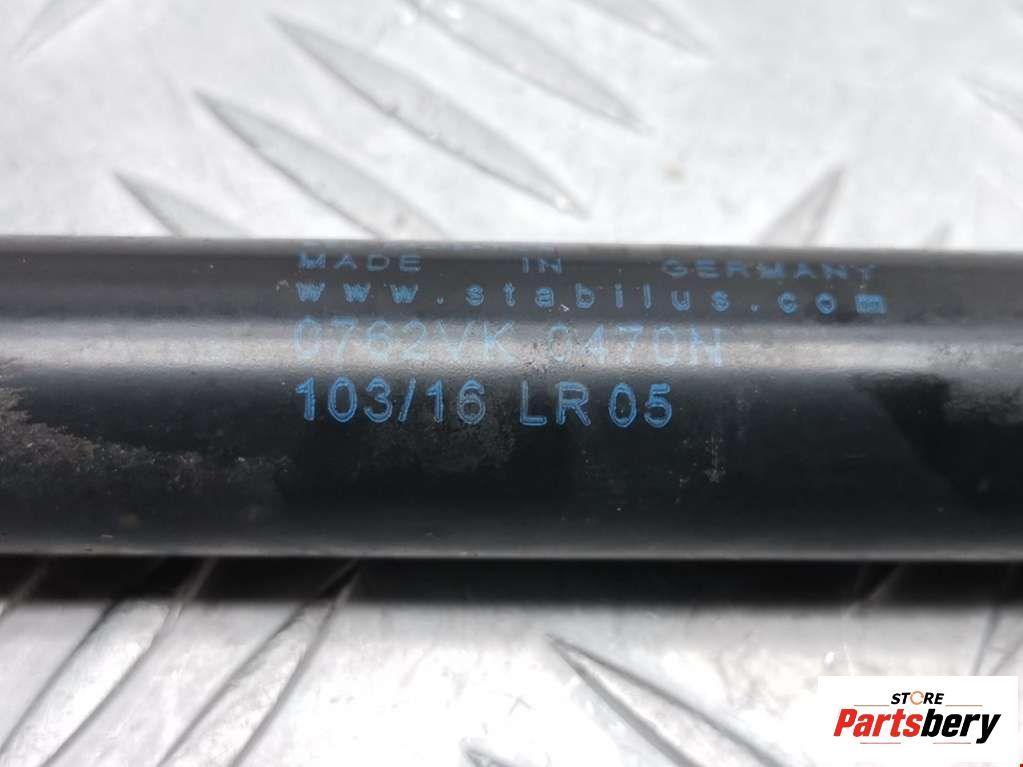 MADE IN GERMANY
www.stabilus.com
0762VK 0470N
103/16 LR 05
STORE
Partsbery